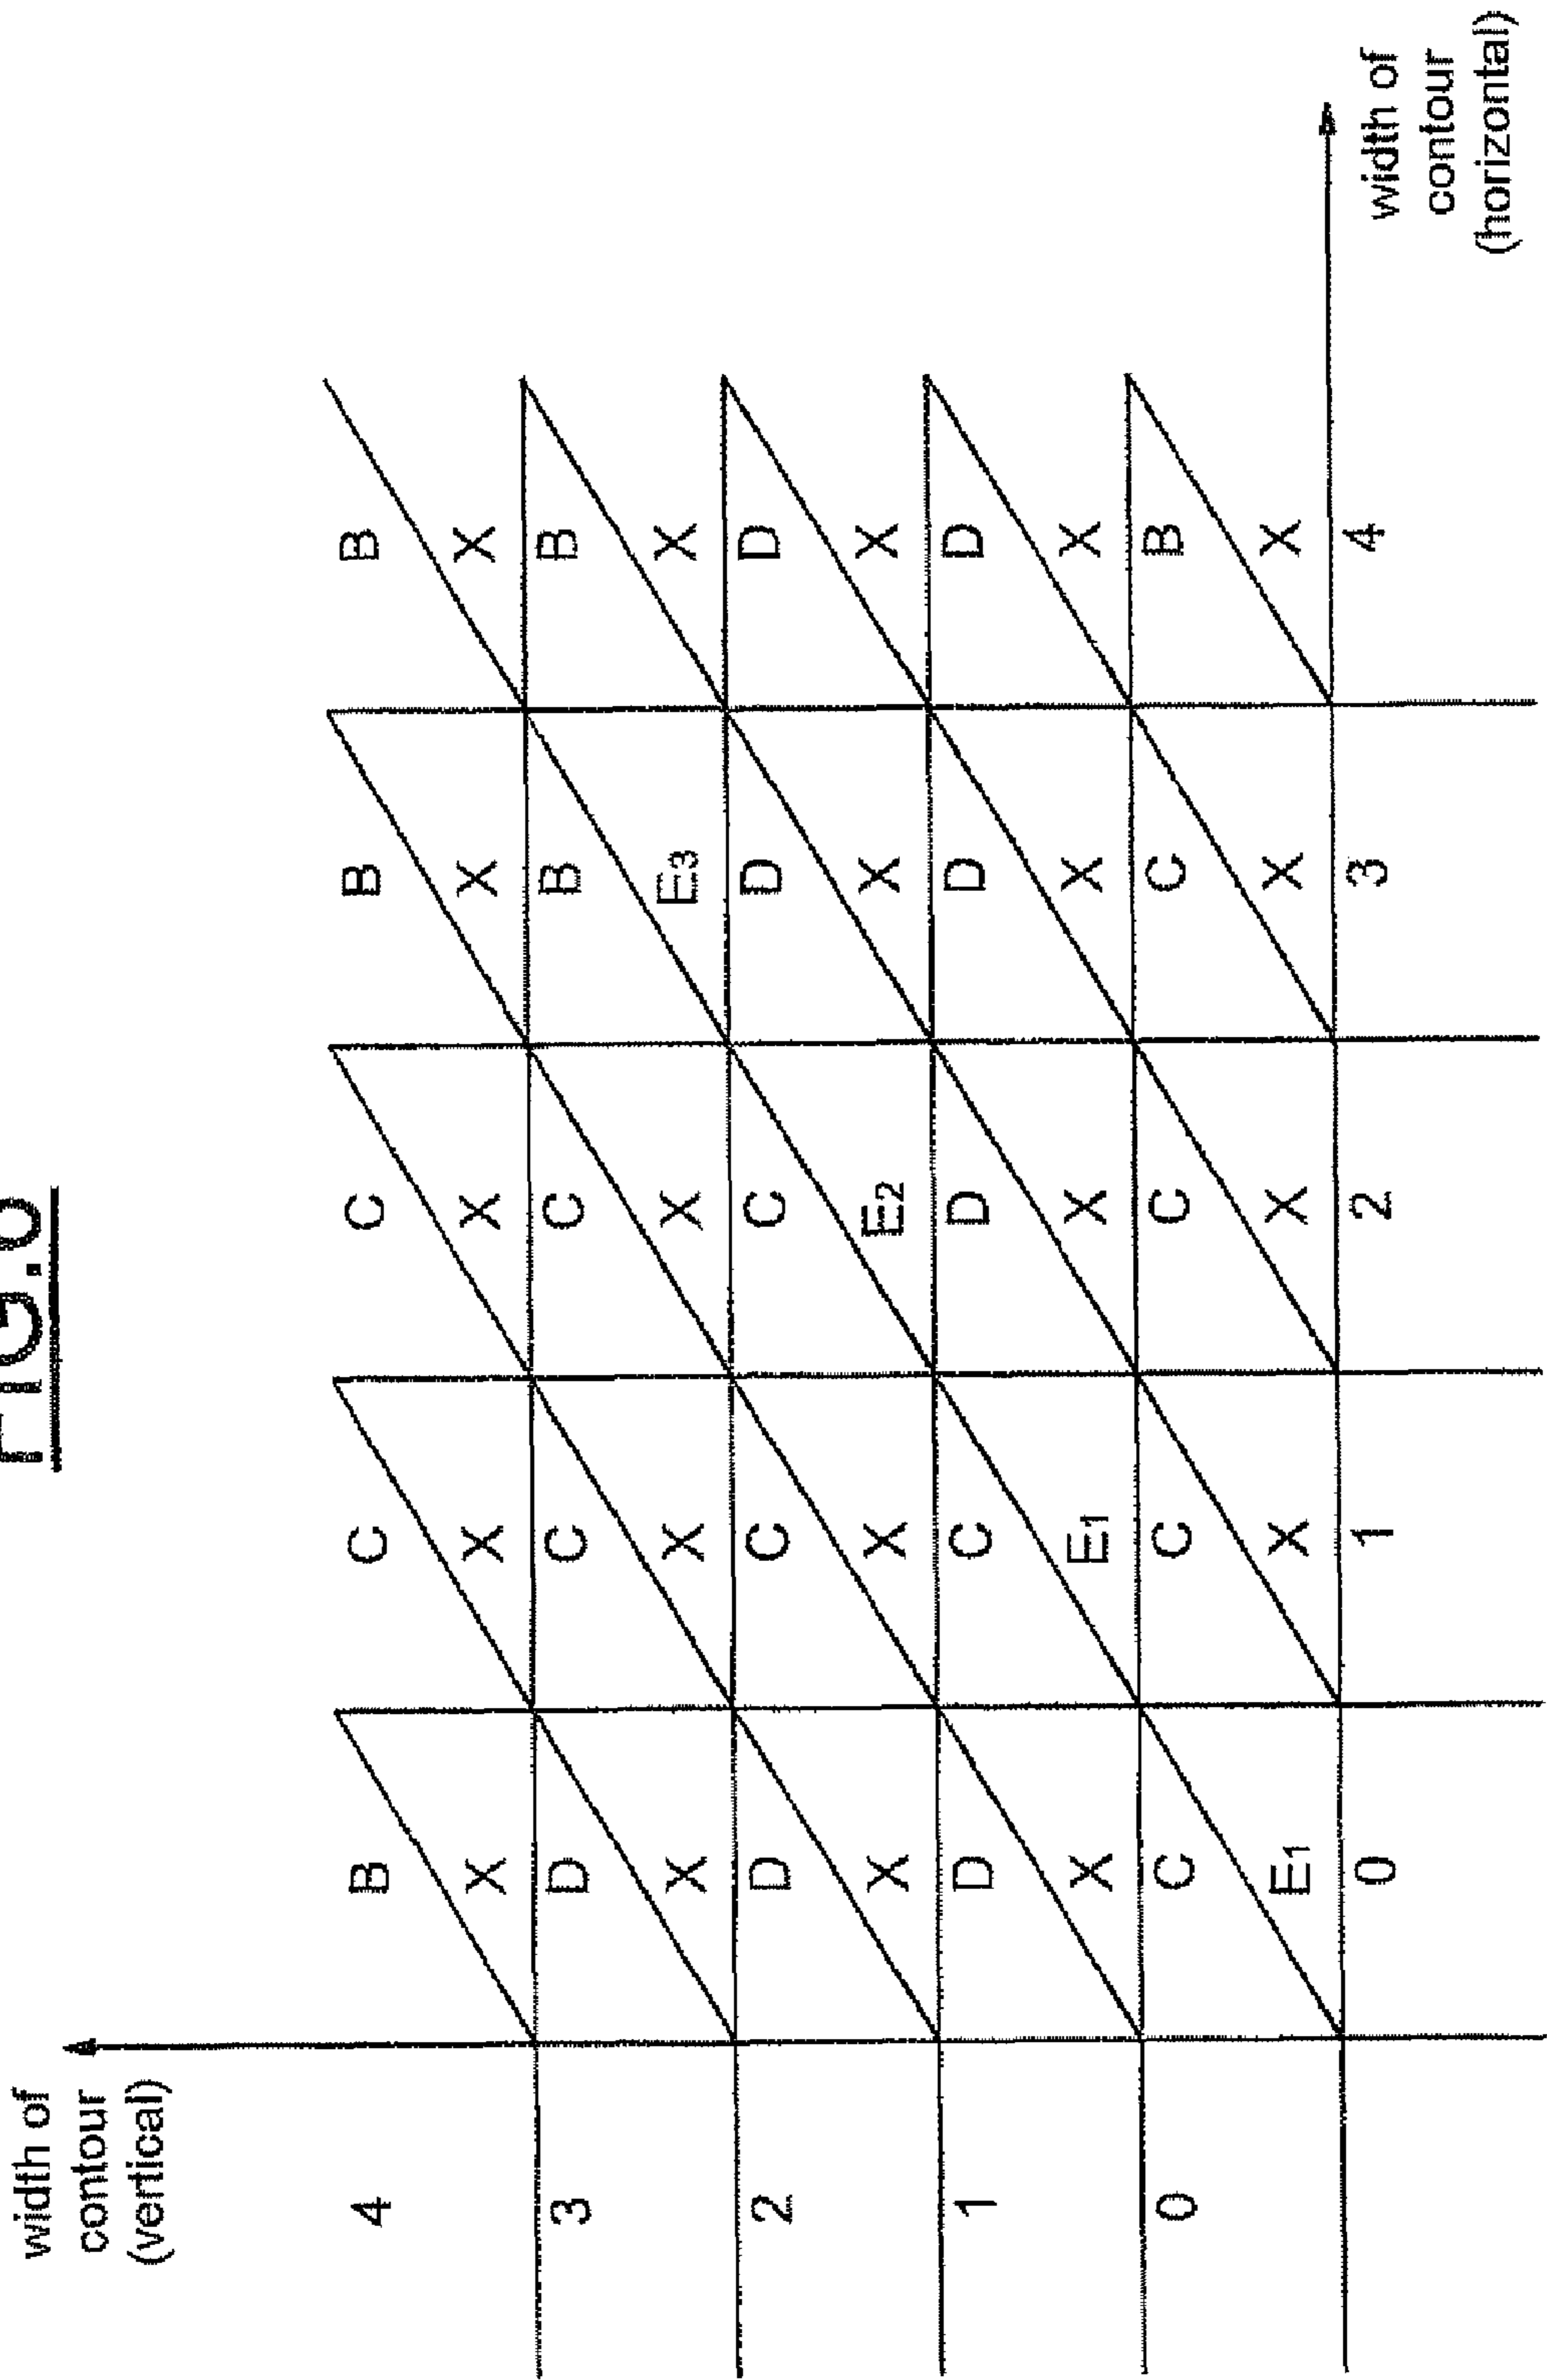 FIG.
width of
contour
(vertical)
4 B C C B B
X X X X X
3 D C C B B
X X X E3 X
2 D C C D D
X X E2 X X
1 D C D D D
X E1 X X X
0 C C C C B
E1 X X X X
0 1 2 3 4
width of
contour
(horizontal)